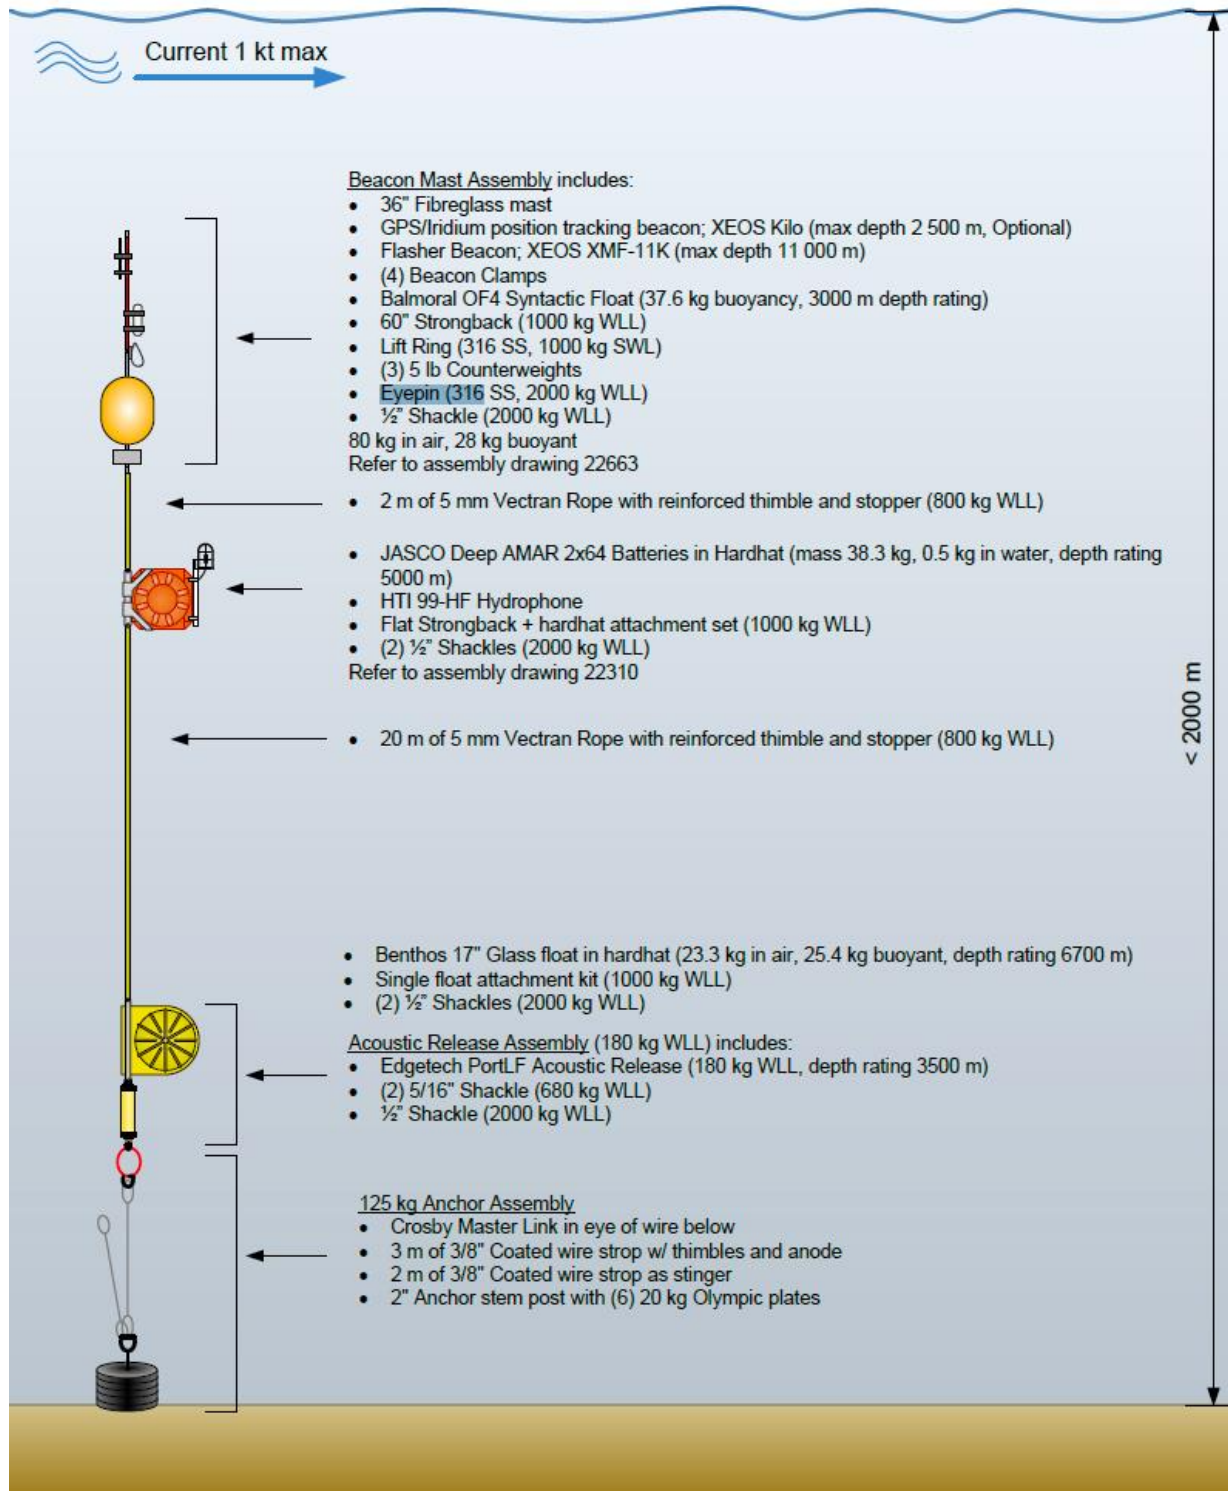 Current 1 kt max
Beacon Mast Assembly includes:
• 36" Fibreglass mast
• GPS/Iridium position tracking beacon; XEOS Kilo (max depth 2 500 m, Optional)
• Flasher Beacon; XEOS XMF-11K (max depth 11 000 m)
• (4) Beacon Clamps
• Balmoral OF4 Syntactic Float (37.6 kg buoyancy, 3000 m depth rating)
• 60" Strongback (1000 kg WLL)
• Lift Ring (316 SS, 1000 kg SWL)
• (3) 5 lb Counterweights
• Eyepin (316 SS, 2000 kg WLL)
• ½" Shackle (2000 kg WLL)
80 kg in air, 28 kg buoyant
Refer to assembly drawing 22663
• 2 m of 5 mm Vectran Rope with reinforced thimble and stopper (800 kg WLL)
• JASCO Deep AMAR 2x64 Batteries in Hardhat (mass 38.3 kg, 0.5 kg in water, depth rating
5000 m)
• HTI 99-HF Hydrophone
• Flat Strongback + hardhat attachment set (1000 kg WLL)
• (2) ½" Shackles (2000 kg WLL)
Refer to assembly drawing 22310
• 20 m of 5 mm Vectran Rope with reinforced thimble and stopper (800 kg WLL)
< 2000 m
• Benthos 17" Glass float in hardhat (23.3 kg in air, 25.4 kg buoyant, depth rating 6700 m)
• Single float attachment kit (1000 kg WLL)
• (2) ½" Shackles (2000 kg WLL)
Acoustic Release Assembly (180 kg WLL) includes:
• Edgetech PortLF Acoustic Release (180 kg WLL, depth rating 3500 m)
• (2) 5/16" Shackle (680 kg WLL)
• ½" Shackle (2000 kg WLL)
125 kg Anchor Assembly
• Crosby Master Link in eye of wire below
• 3 m of 3/8" Coated wire strop w/ thimbles and anode
• 2 m of 3/8" Coated wire strop as stinger
• 2" Anchor stem post with (6) 20 kg Olympic plates